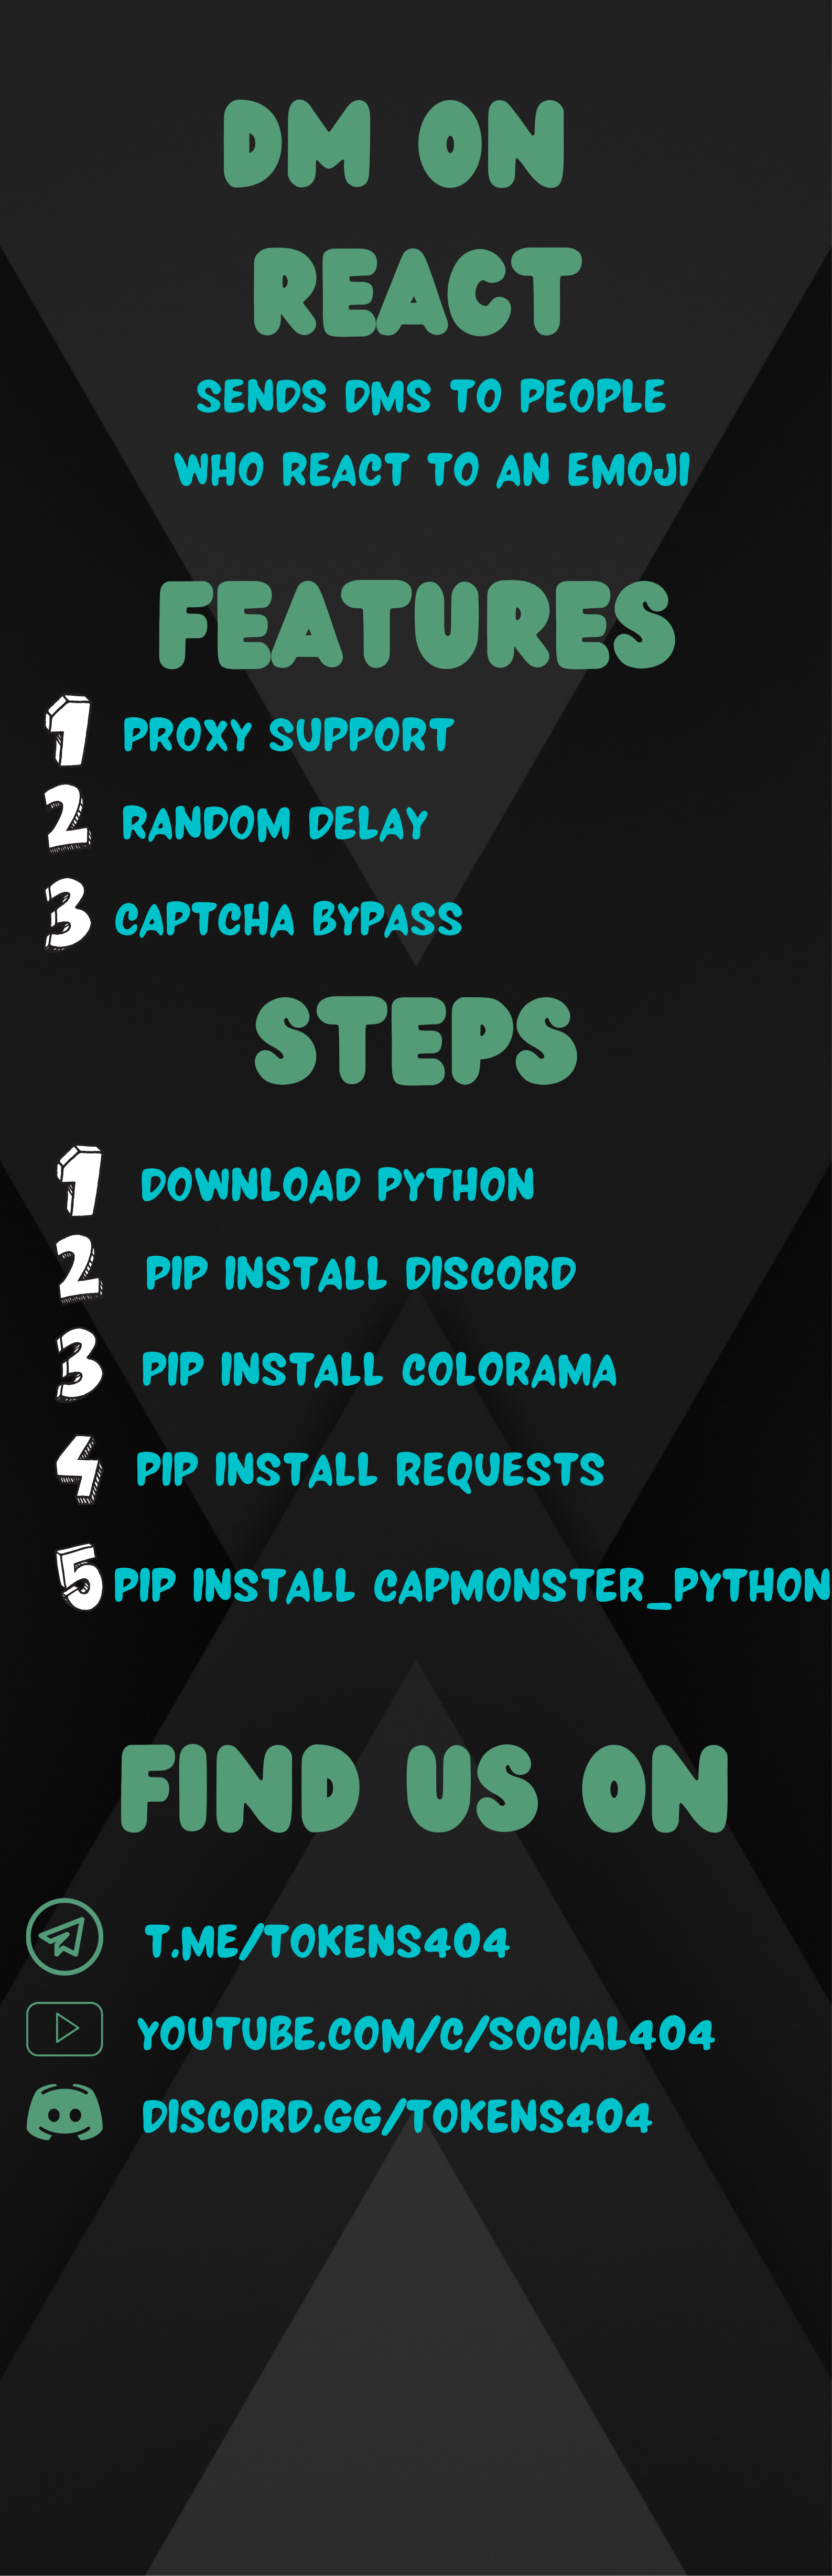 DM ON
REACT
SENDS DMS TO PEOPLE
WHO REACT TO AN EMOJI
FEATURES
1 PROXY SUPPORT
2 RANDOM DELAY
3 CAPTCHA BYPASS
STEPS
1 DOWNLOAD PYTHON
2 PIP INSTALL DISCORD
3 PIP INSTALL COLORAMA
4 PIP INSTALL REQUESTS
5 PIP INSTALL CAPMONSTER_PYTHON
FIND US ON
T.ME/TOKENS404
YOUTUBE.COM/C/SOCIAL404
DISCORD.GG/TOKENS404